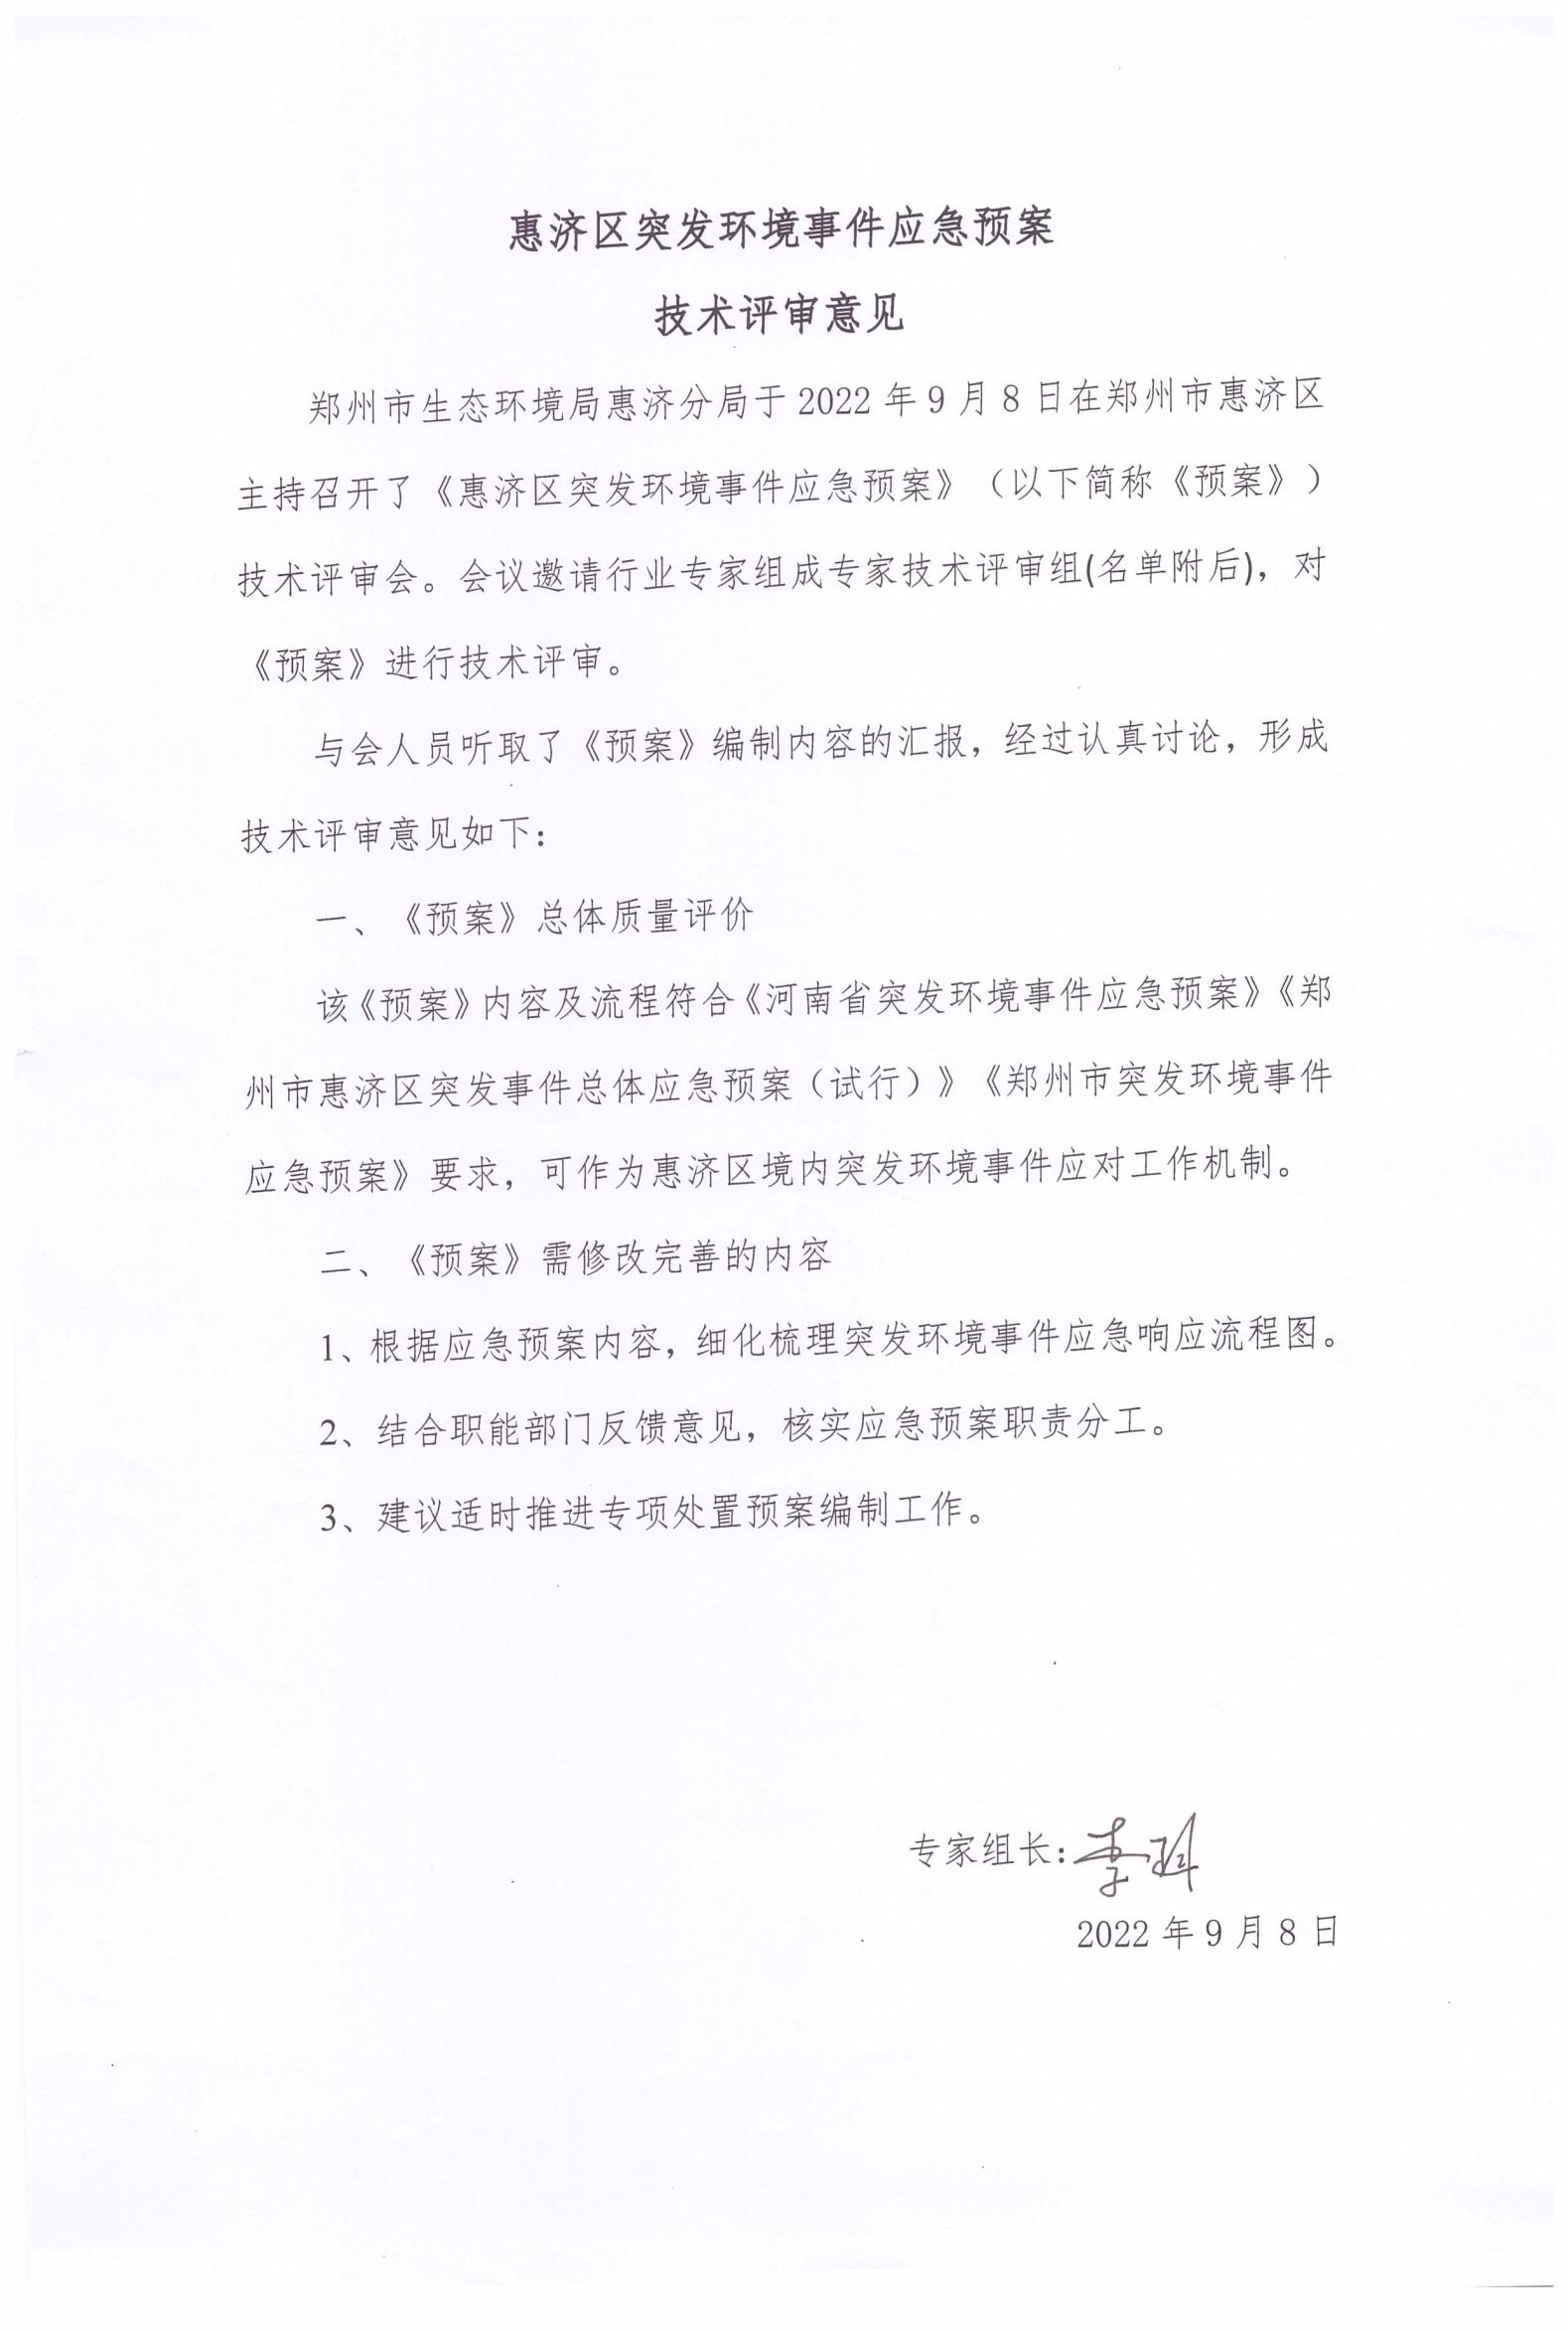 惠济区突发环境事件应急预案
技术评审意见
郑州市生态环境局惠济分局于 2022 年 9 月 8 日在郑州市惠济区
主持召开了《惠济区突发环境事件应急预案》（以下简称《预案》）
技术评审会。会议邀请行业专家组成专家技术评审组(名单附后)，对
《预案》进行技术评审。
与会人员听取了《预案》编制内容的汇报，经过认真讨论，形成
技术评审意见如下：
一、《预案》总体质量评价
该《预案》内容及流程符合《河南省突发环境事件应急预案》《郑
州市惠济区突发事件总体应急预案（试行）》《郑州市突发环境事件
应急预案》要求，可作为惠济区境内突发环境事件应对工作机制。
二、《预案》需修改完善的内容
1、根据应急预案内容，细化梳理突发环境事件应急响应流程图。
2、结合职能部门反馈意见，核实应急预案职责分工。
3、建议适时推进专项处置预案编制工作。
专家组长：李
2022 年 9 月 8 日